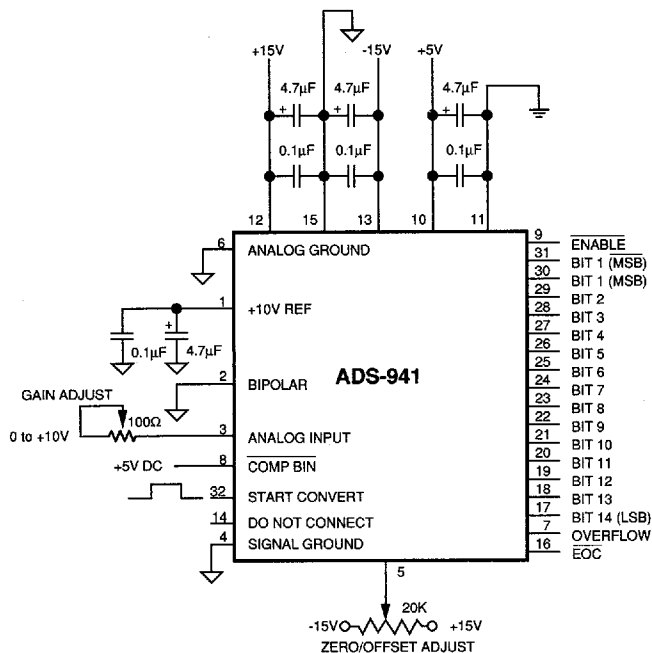 +15V -15V +5V
4.7µF 4.7µF 4.7µF
+ + +
0.1µF 0.1µF 0.1µF
12 15 13 10 11
6 ANALOG GROUND
1 +10V REF
+
0.1µF 4.7µF
2 BIPOLAR
ADS-941
GAIN ADJUST
100Ω
0 to +10V
3 ANALOG INPUT
+5V DC
8 COMP BIN
32 START CONVERT
14 DO NOT CONNECT
4 SIGNAL GROUND
9 ENABLE
31 BIT 1 (MSB)
30 BIT 1 (MSB)
29 BIT 2
28 BIT 3
27 BIT 4
26 BIT 5
25 BIT 6
24 BIT 7
23 BIT 8
22 BIT 9
21 BIT 10
20 BIT 11
19 BIT 12
18 BIT 13
17 BIT 14 (LSB)
7 OVERFLOW
16 EOC
5
20K
-15V +15V
ZERO/OFFSET ADJUST